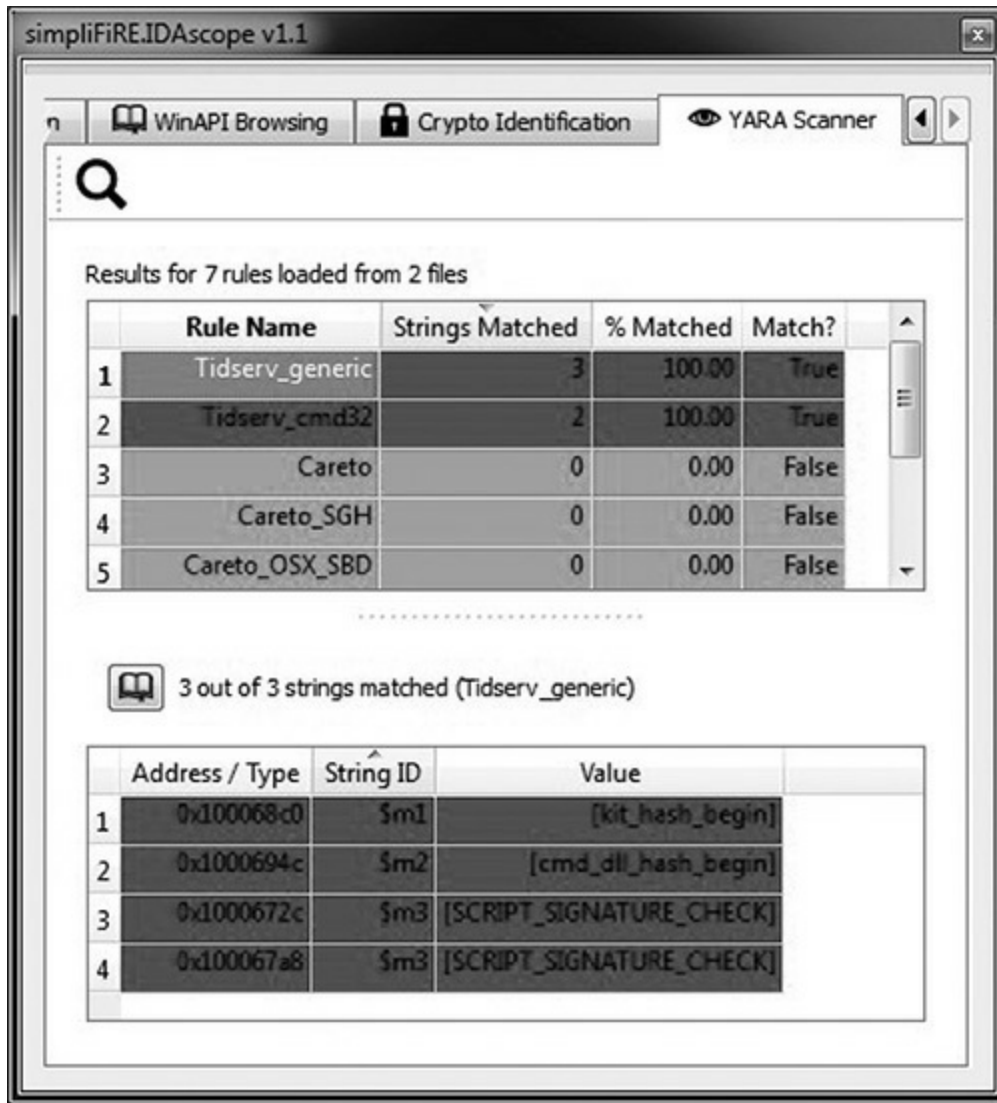 simpliFiRE.IDAscope v1.1
n WinAPI Browsing Crypto Identification YARA Scanner
Results for 7 rules loaded from 2 files
Rule Name Strings Matched % Matched Match?
1 Tidserv_generic 3 100.00 True
2 Tidserv_cmd32 2 100.00 True
3 Careto 0 0.00 False
4 Careto_SGH 0 0.00 False
5 Careto_OSX_SBD 0 0.00 False
3 out of 3 strings matched (Tidserv_generic)
Address / Type String ID Value
1 0x100068c0 $m1 [kit_hash_begin]
2 0x1000694c $m2 [cmd_dll_hash_begin]
3 0x1000672c $m3 [SCRIPT_SIGNATURE_CHECK]
4 0x100067a8 $m3 [SCRIPT_SIGNATURE_CHECK]